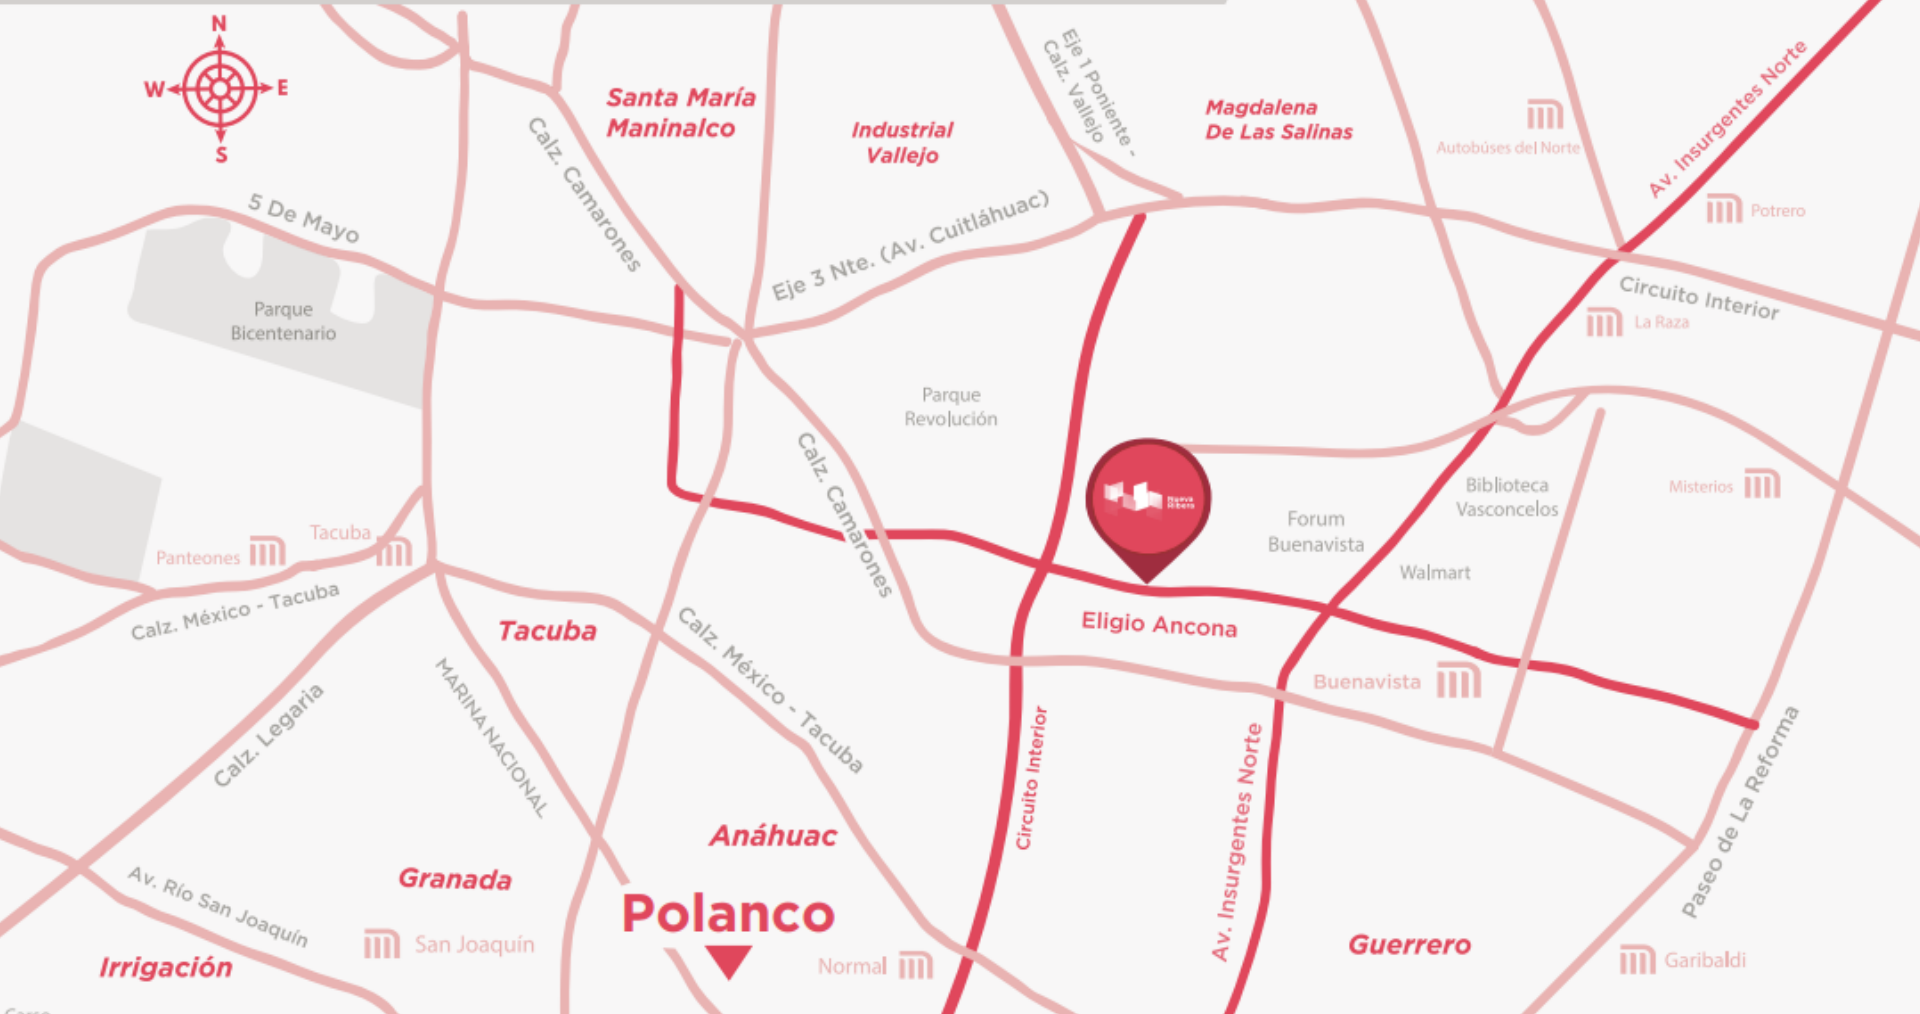 N
W
E
S
Santa María
Maninalco
Industrial
Vallejo
Eje 1 Poniente -
Calz. Vallejo
Magdalena
De Las Salinas
Autobúses del Norte
Av. Insurgentes Norte
Potrero
Calz. Camarones
5 De Mayo
Eje 3 Nte. (Av. Cuitláhuac)
Circuito Interior
La Raza
Parque
Bicentenario
Parque
Revolución
Calz. Camarones
Nueva
Ribera
Forum
Buenavista
Biblioteca
Vasconcelos
Misterios
Walmart
Panteones
Tacuba
Calz. México - Tacuba
Tacuba
Calz. México - Tacuba
Eligio Ancona
Buenavista
Calz. Legaria
MARINA NACIONAL
Circuito Interior
Av. Insurgentes Norte
Paseo de La Reforma
Anáhuac
Granada
Polanco
Av. Río San Joaquín
San Joaquín
Irrigación
Normal
Guerrero
Garibaldi